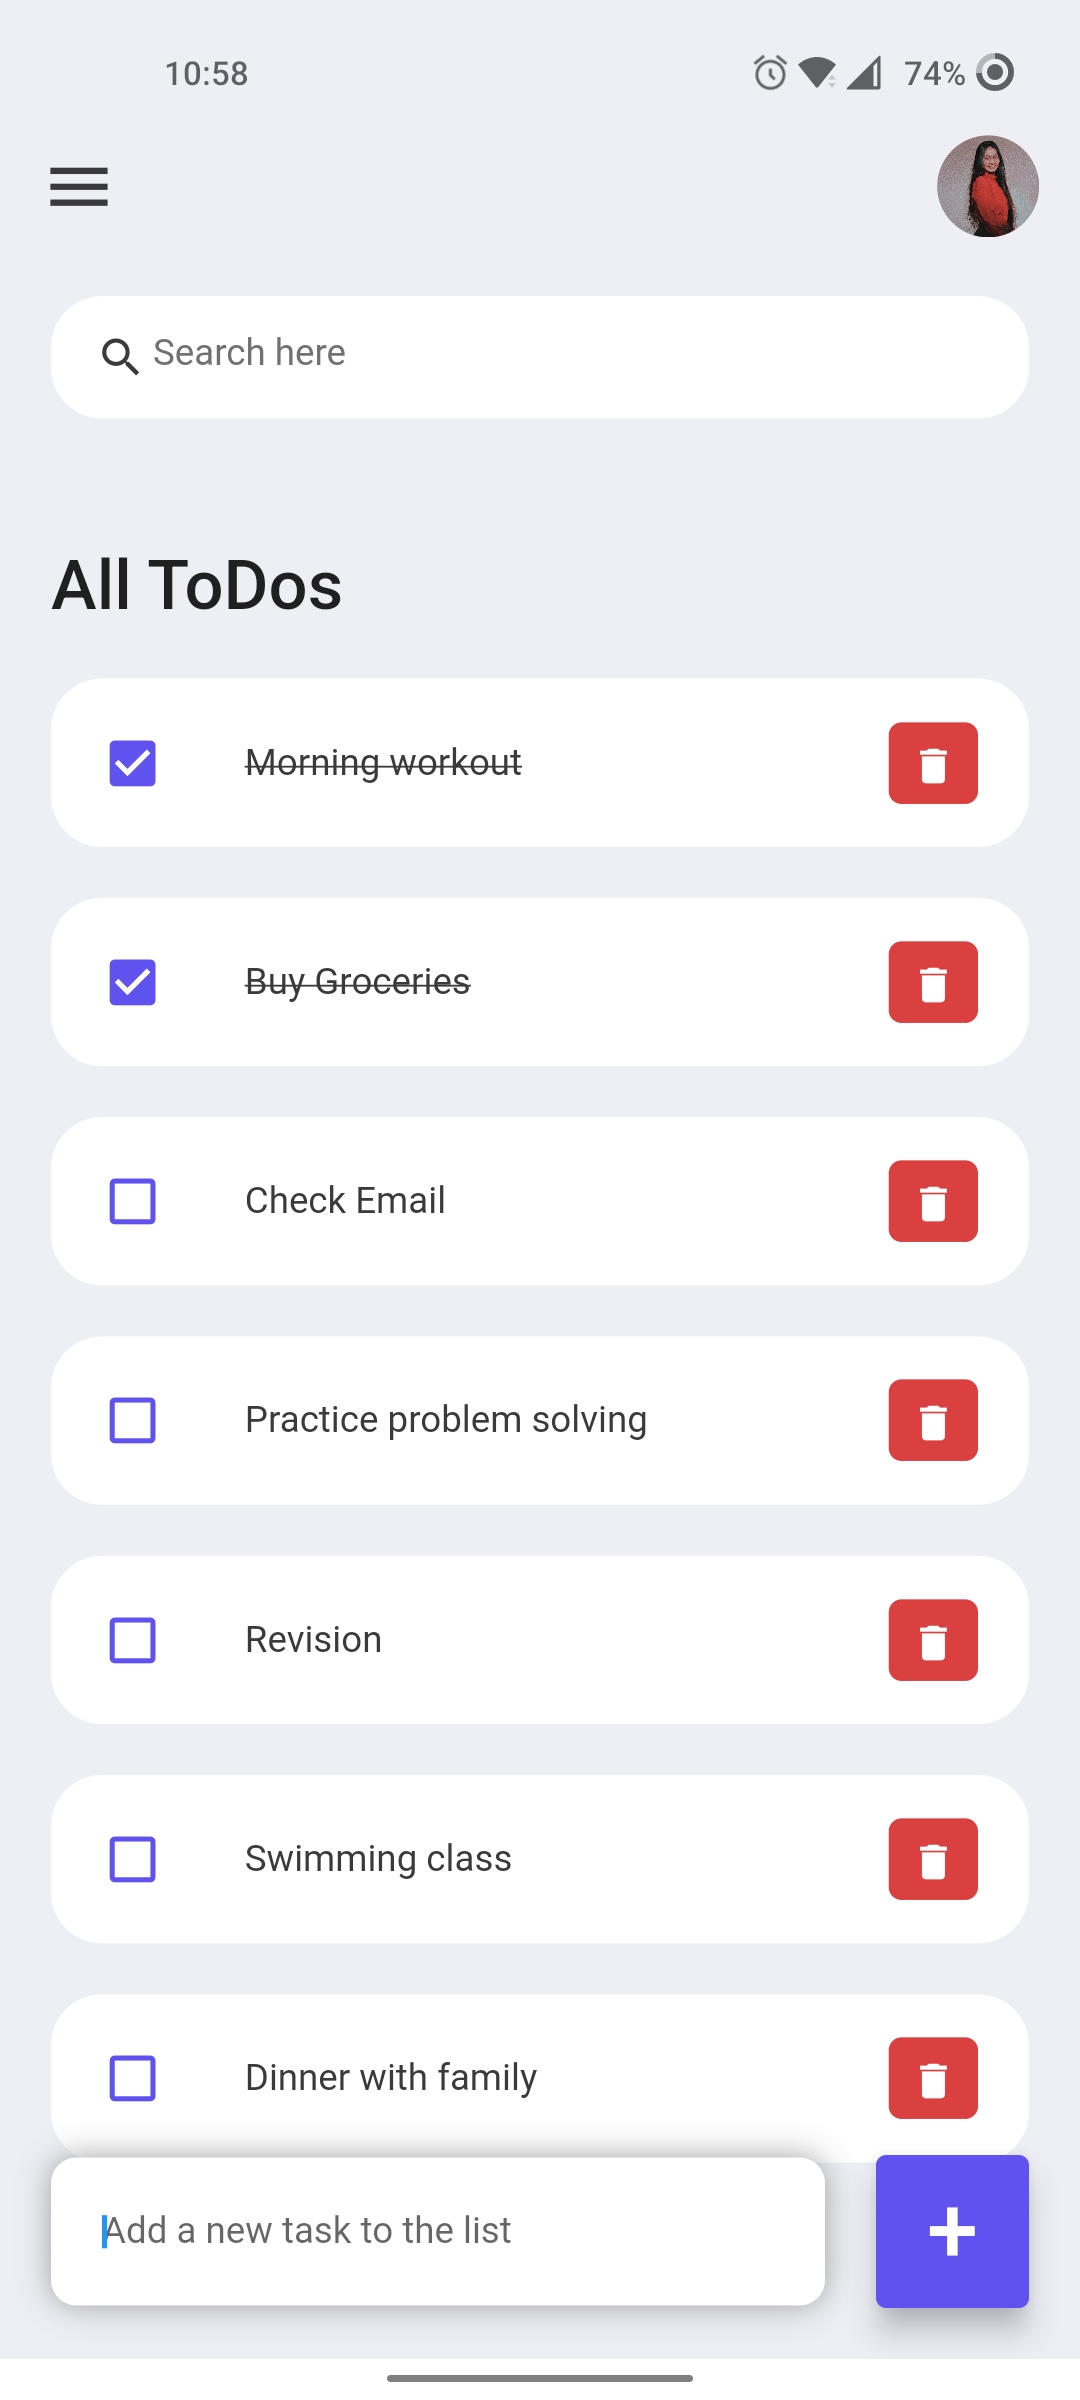 10:58
74%
Search here
All ToDos
Morning workout
Buy Groceries
Check Email
Practice problem solving
Revision
Swimming class
Dinner with family
Add a new task to the list